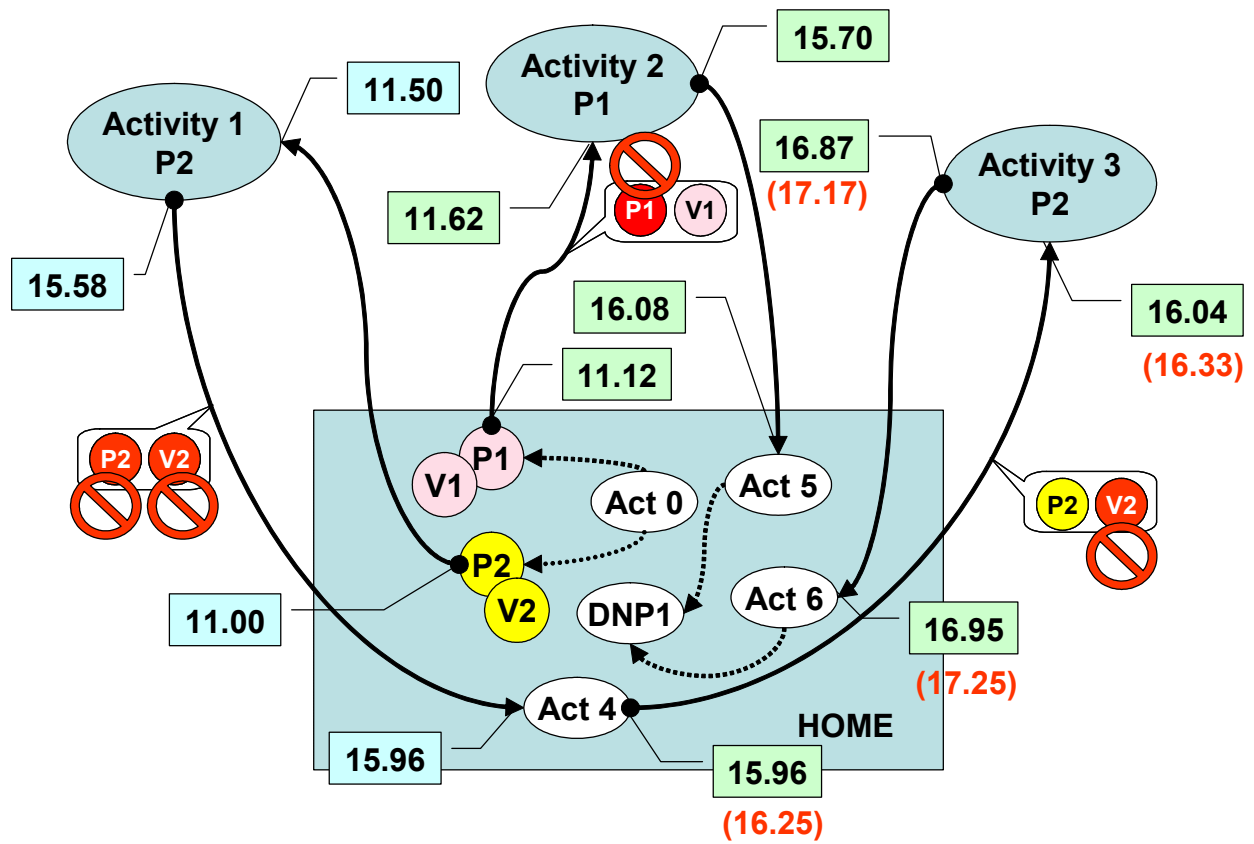 15.70
Activity 2
P1
11.50
Activity 1
P2
16.87
(17.17)
Activity 3
P2
P1
V1
11.62
15.58
16.08
16.04
(16.33)
11.12
P2
V2
P1
V1
Act 0
Act 5
P2
V2
P2
V2
DNP1
Act 6
11.00
16.95
(17.25)
Act 4
HOME
15.96
15.96
(16.25)